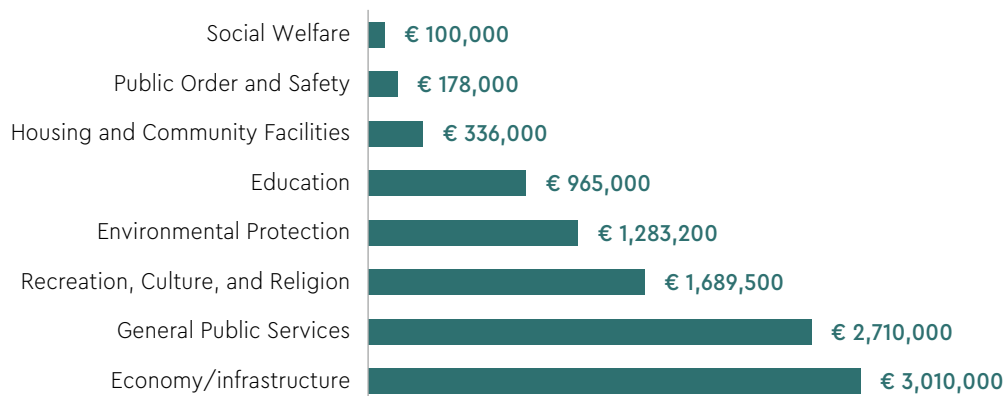 Social Welfare € 100,000
Public Order and Safety € 178,000
Housing and Community Facilities € 336,000
Education € 965,000
Environmental Protection € 1,283,200
Recreation, Culture, and Religion € 1,689,500
General Public Services € 2,710,000
Economy/infrastructure € 3,010,000